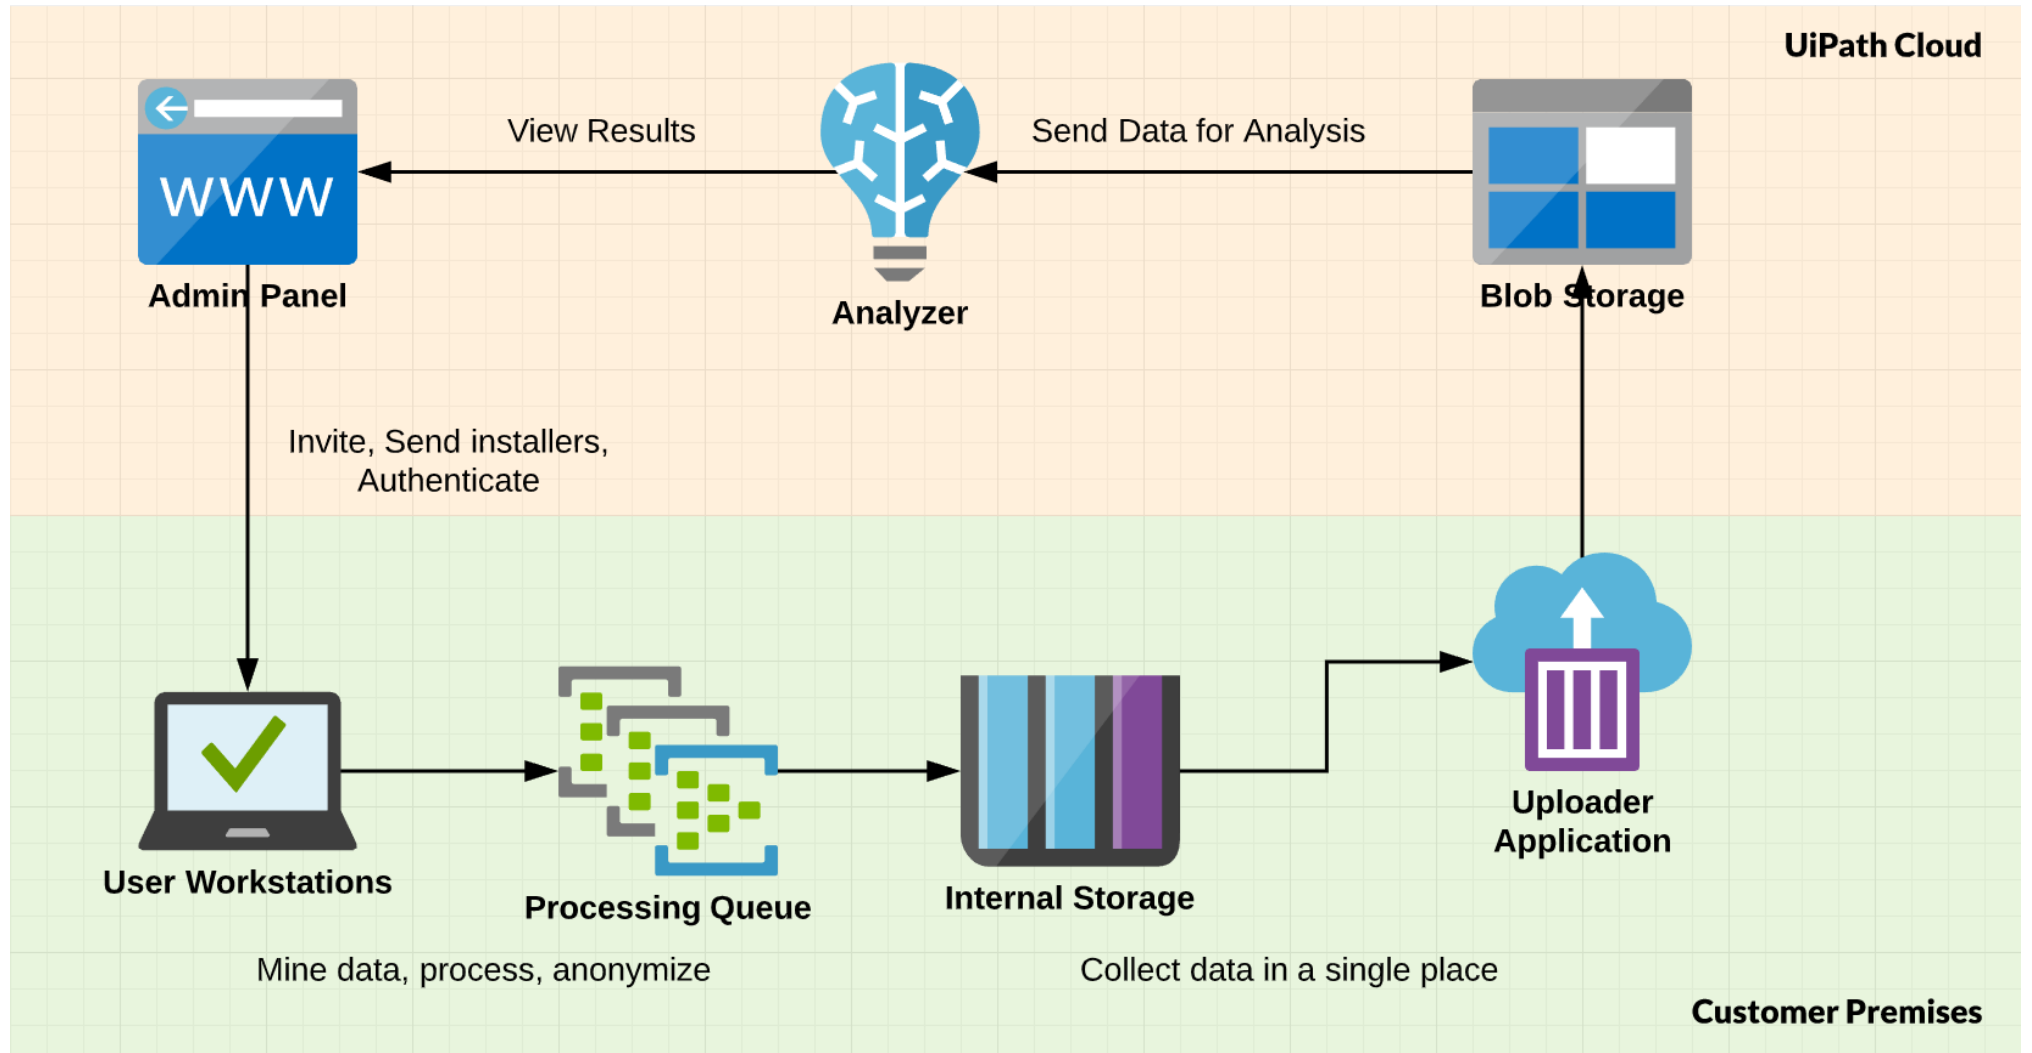 UiPath Cloud
View Results
Send Data for Analysis
WWW
Admin Panel
Analyzer
Blob Storage
Invite, Send installers,
Authenticate
User Workstations
Processing Queue
Internal Storage
Uploader
Application
Mine data, process, anonymize
Collect data in a single place
Customer Premises